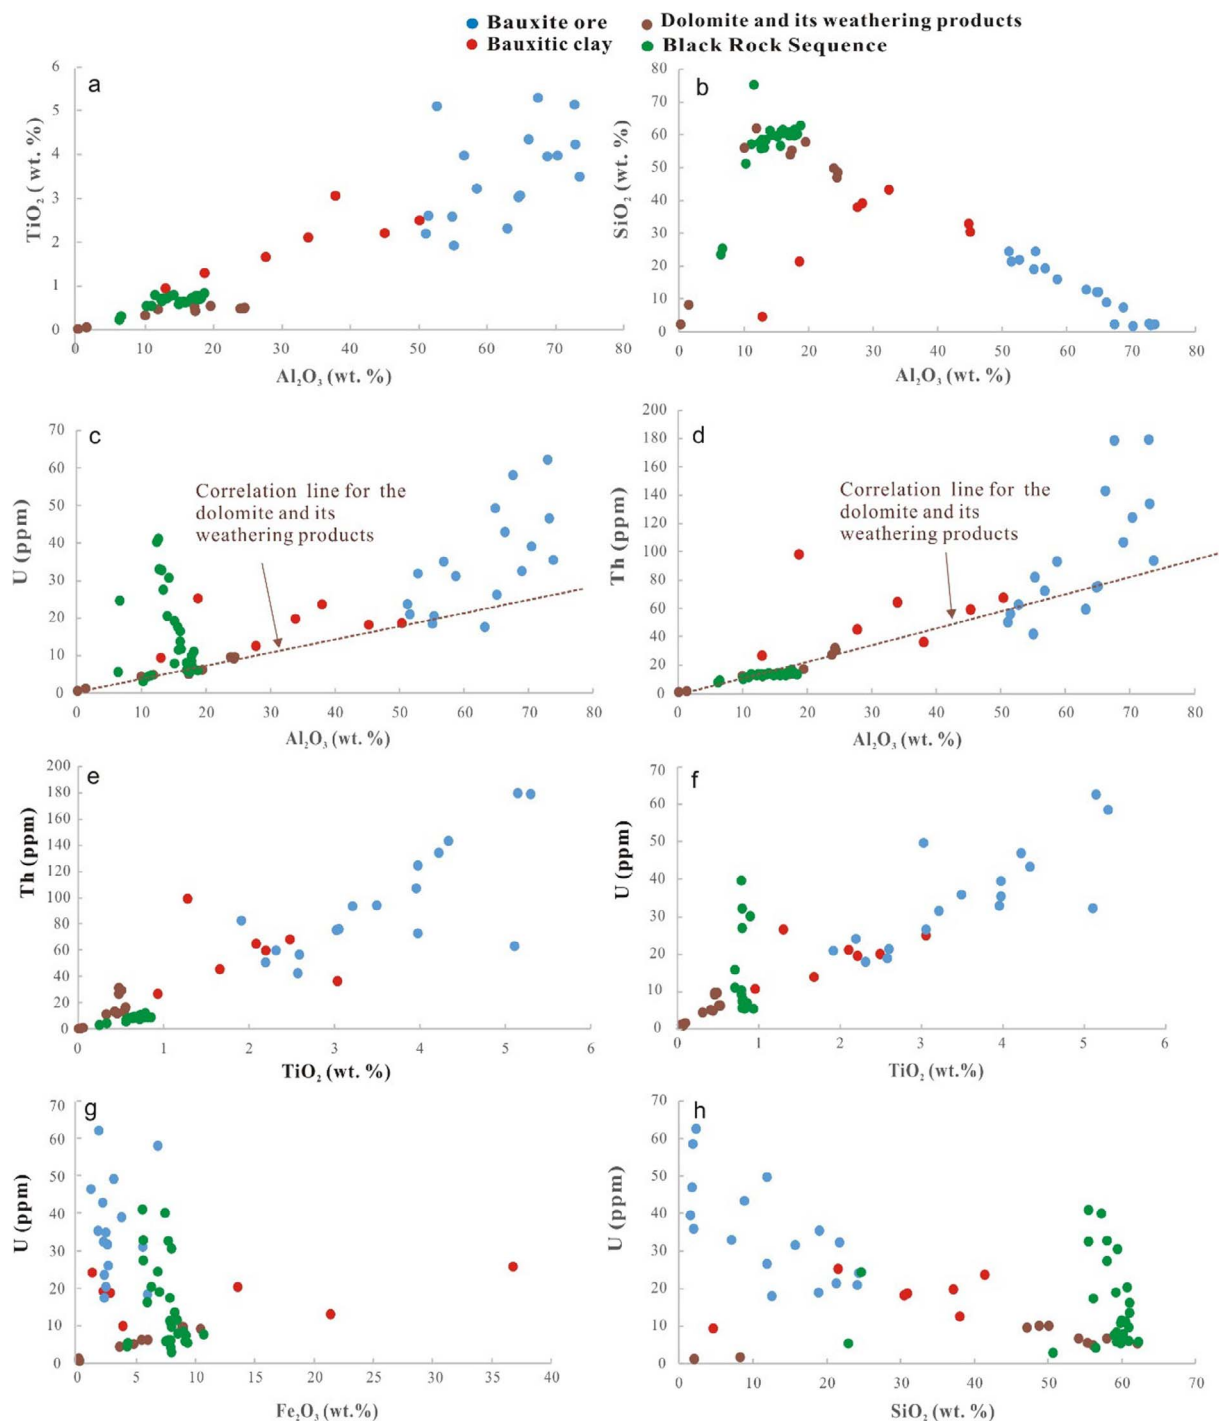 Bauxite ore
Dolomite and its weathering products
Bauxitic clay
Black Rock Sequence
a
TiO₂ ( wt. %)
6
5
4
3
2
1
0
0 10 20 30 40 50 60 70 80
Al₂O₃ (wt. %)
b
SiO₂ (wt. %)
80
70
60
50
40
30
20
10
0
0 10 20 30 40 50 60 70 80
Al₂O₃ (wt. %)
c
U (ppm)
70
60
50
40
30
20
10
0
Correlation line for the
dolomite and its
weathering products
0 10 20 30 40 50 60 70 80
Al₂O₃ (wt. %)
d
Th (ppm)
200
180
160
140
120
100
80
60
40
20
0
Correlation line for the
dolomite and its
weathering products
0 10 20 30 40 50 60 70 80
Al₂O₃ (wt. %)
e
Th (ppm)
200
180
160
140
120
100
80
60
40
20
0
0 1 2 3 4 5 6
TiO₂ (wt. %)
f
U (ppm)
70
60
50
40
30
20
10
0
0 1 2 3 4 5 6
TiO₂ (wt.%)
g
U (ppm)
70
60
50
40
30
20
10
0
0 5 10 15 20 25 30 35 40
Fe₂O₃(wt.%)
h
U (ppm)
70
60
50
40
30
20
10
0
0 10 20 30 40 50 60 70
SiO₂ (wt. %)